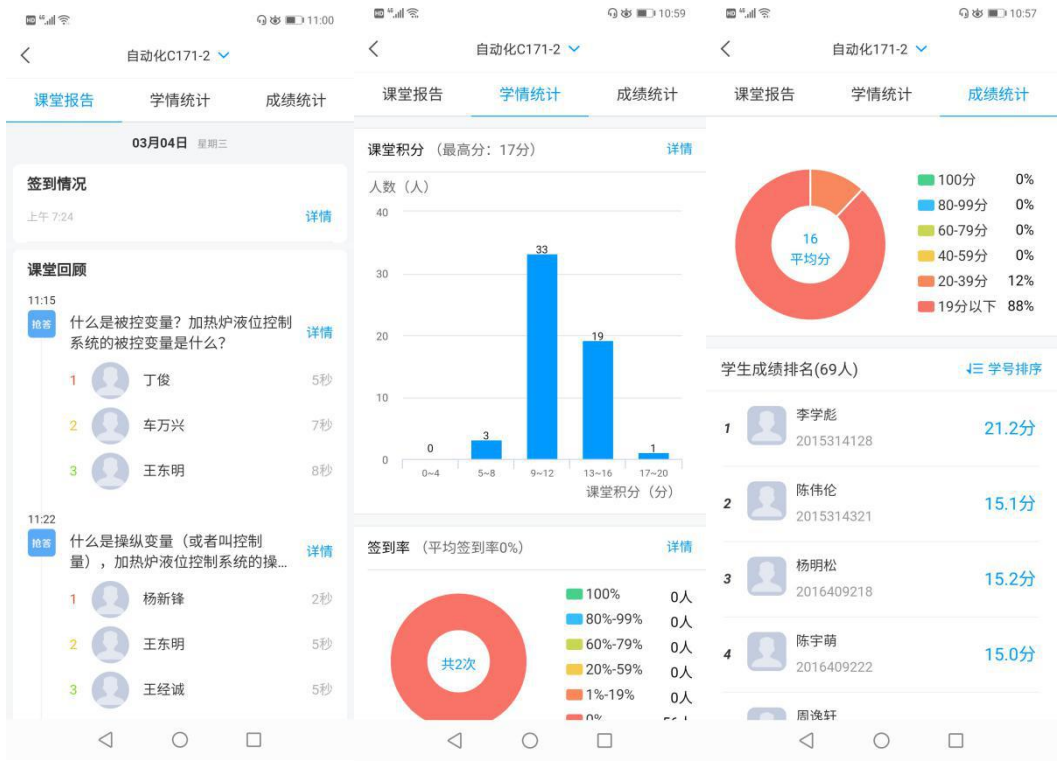 11:00
自动化C171-2
课堂报告 学情统计 成绩统计
03月04日 星期三
签到情况
上午 7:24 详情
课堂回顾
11:15
抢答 什么是被控变量？加热炉液位控制 详情
系统的被控变量是什么？
1 丁俊 5秒
2 车万兴 7秒
3 王东明 8秒
11:22
抢答 什么是操纵变量（或者叫控制 详情
量），加热炉液位控制系统的操...
1 杨新锋 2秒
2 王东明 5秒
3 王经诚 5秒
10:59
自动化C171-2
课堂报告 学情统计 成绩统计
课堂积分 （最高分：17分） 详情
人数（人）
40
30
20
10
0
0 3 33 19 1
0~4 5~8 9~12 13~16 17~20
课堂积分（分）
签到率 （平均签到率0%） 详情
共2次
100% 0人
80%-99% 0人
60%-79% 0人
20%-59% 0人
1%-19% 0人
0% 56人
10:57
自动化171-2
课堂报告 学情统计 成绩统计
16
平均分
100分 0%
80-99分 0%
60-79分 0%
40-59分 0%
20-39分 12%
19分以下 88%
学生成绩排名(69人) 学号排序
1 李学彪 21.2分
2015314128
2 陈伟伦 15.1分
2015314321
3 杨明松 15.2分
2016409218
4 陈宇萌 15.0分
2016409222
周逸轩